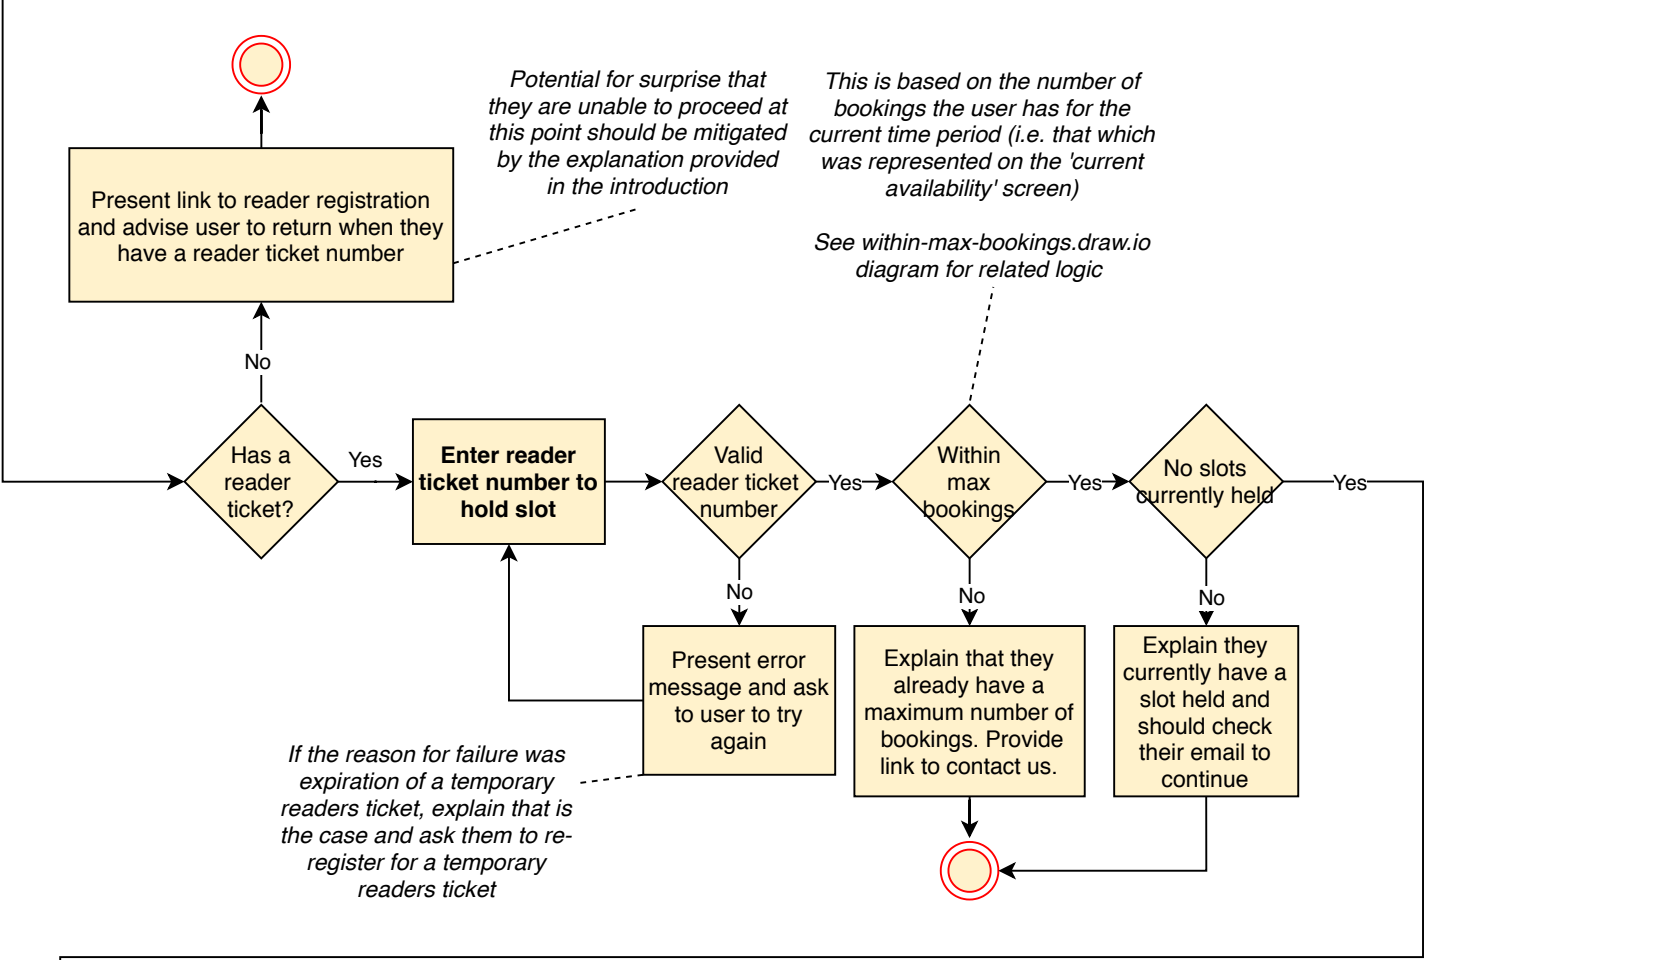 Potential for surprise that
they are unable to proceed at
this point should be mitigated
by the explanation provided
in the introduction
This is based on the number of
bookings the user has for the
current time period (i.e. that which
was represented on the 'current
availability' screen)
See within-max-bookings.draw.io
diagram for related logic
Present link to reader registration
and advise user to return when they
have a reader ticket number
No
Has a
reader
ticket?
Yes
Enter reader
ticket number to
hold slot
Valid
reader ticket
number
Yes
Within
max
bookings
Yes
No slots
currently held
Yes
No
No
No
Present error
message and ask
to user to try
again
Explain that they
already have a
maximum number of
bookings. Provide
link to contact us.
Explain they
currently have a
slot held and
should check
their email to
continue
If the reason for failure was
expiration of a temporary
readers ticket, explain that is
the case and ask them to re-
register for a temporary
readers ticket